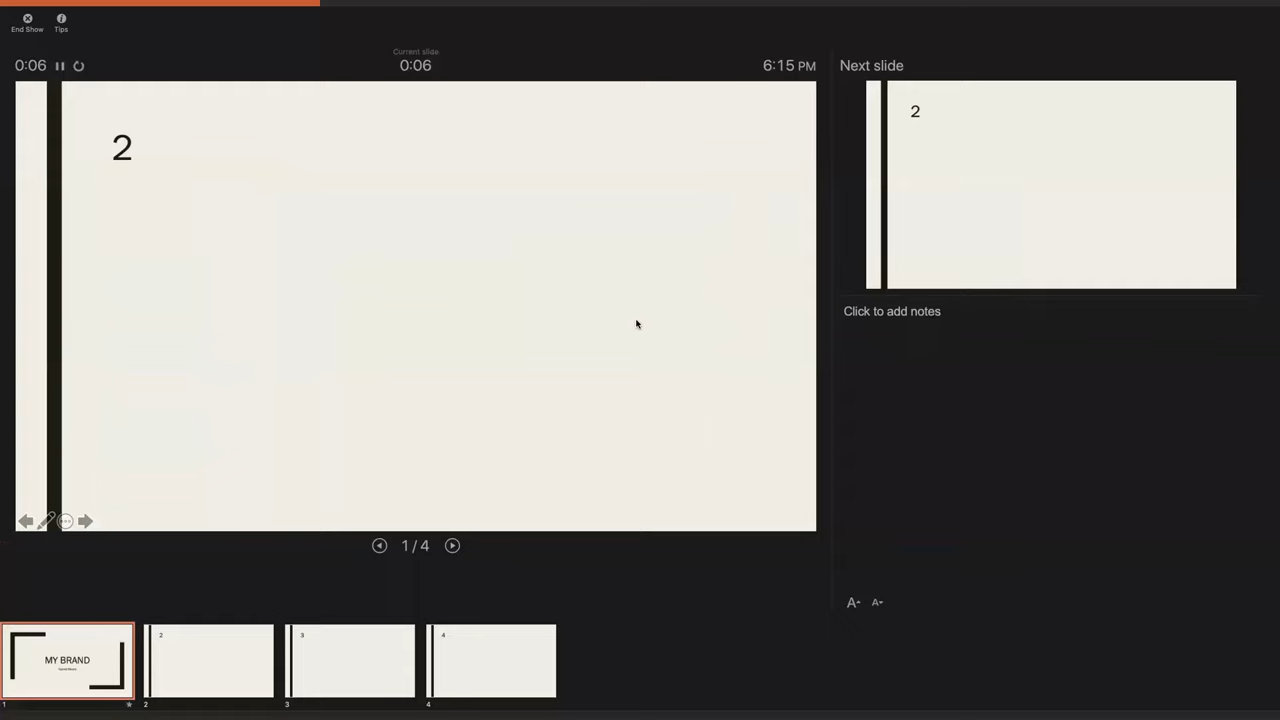 End Show
Tips
Current slide
0:06
0:06
6:15 PM
Next slide
2
2
Click to add notes
1 / 4
A
A
MY BRAND
2
3
4
1
2
3
4